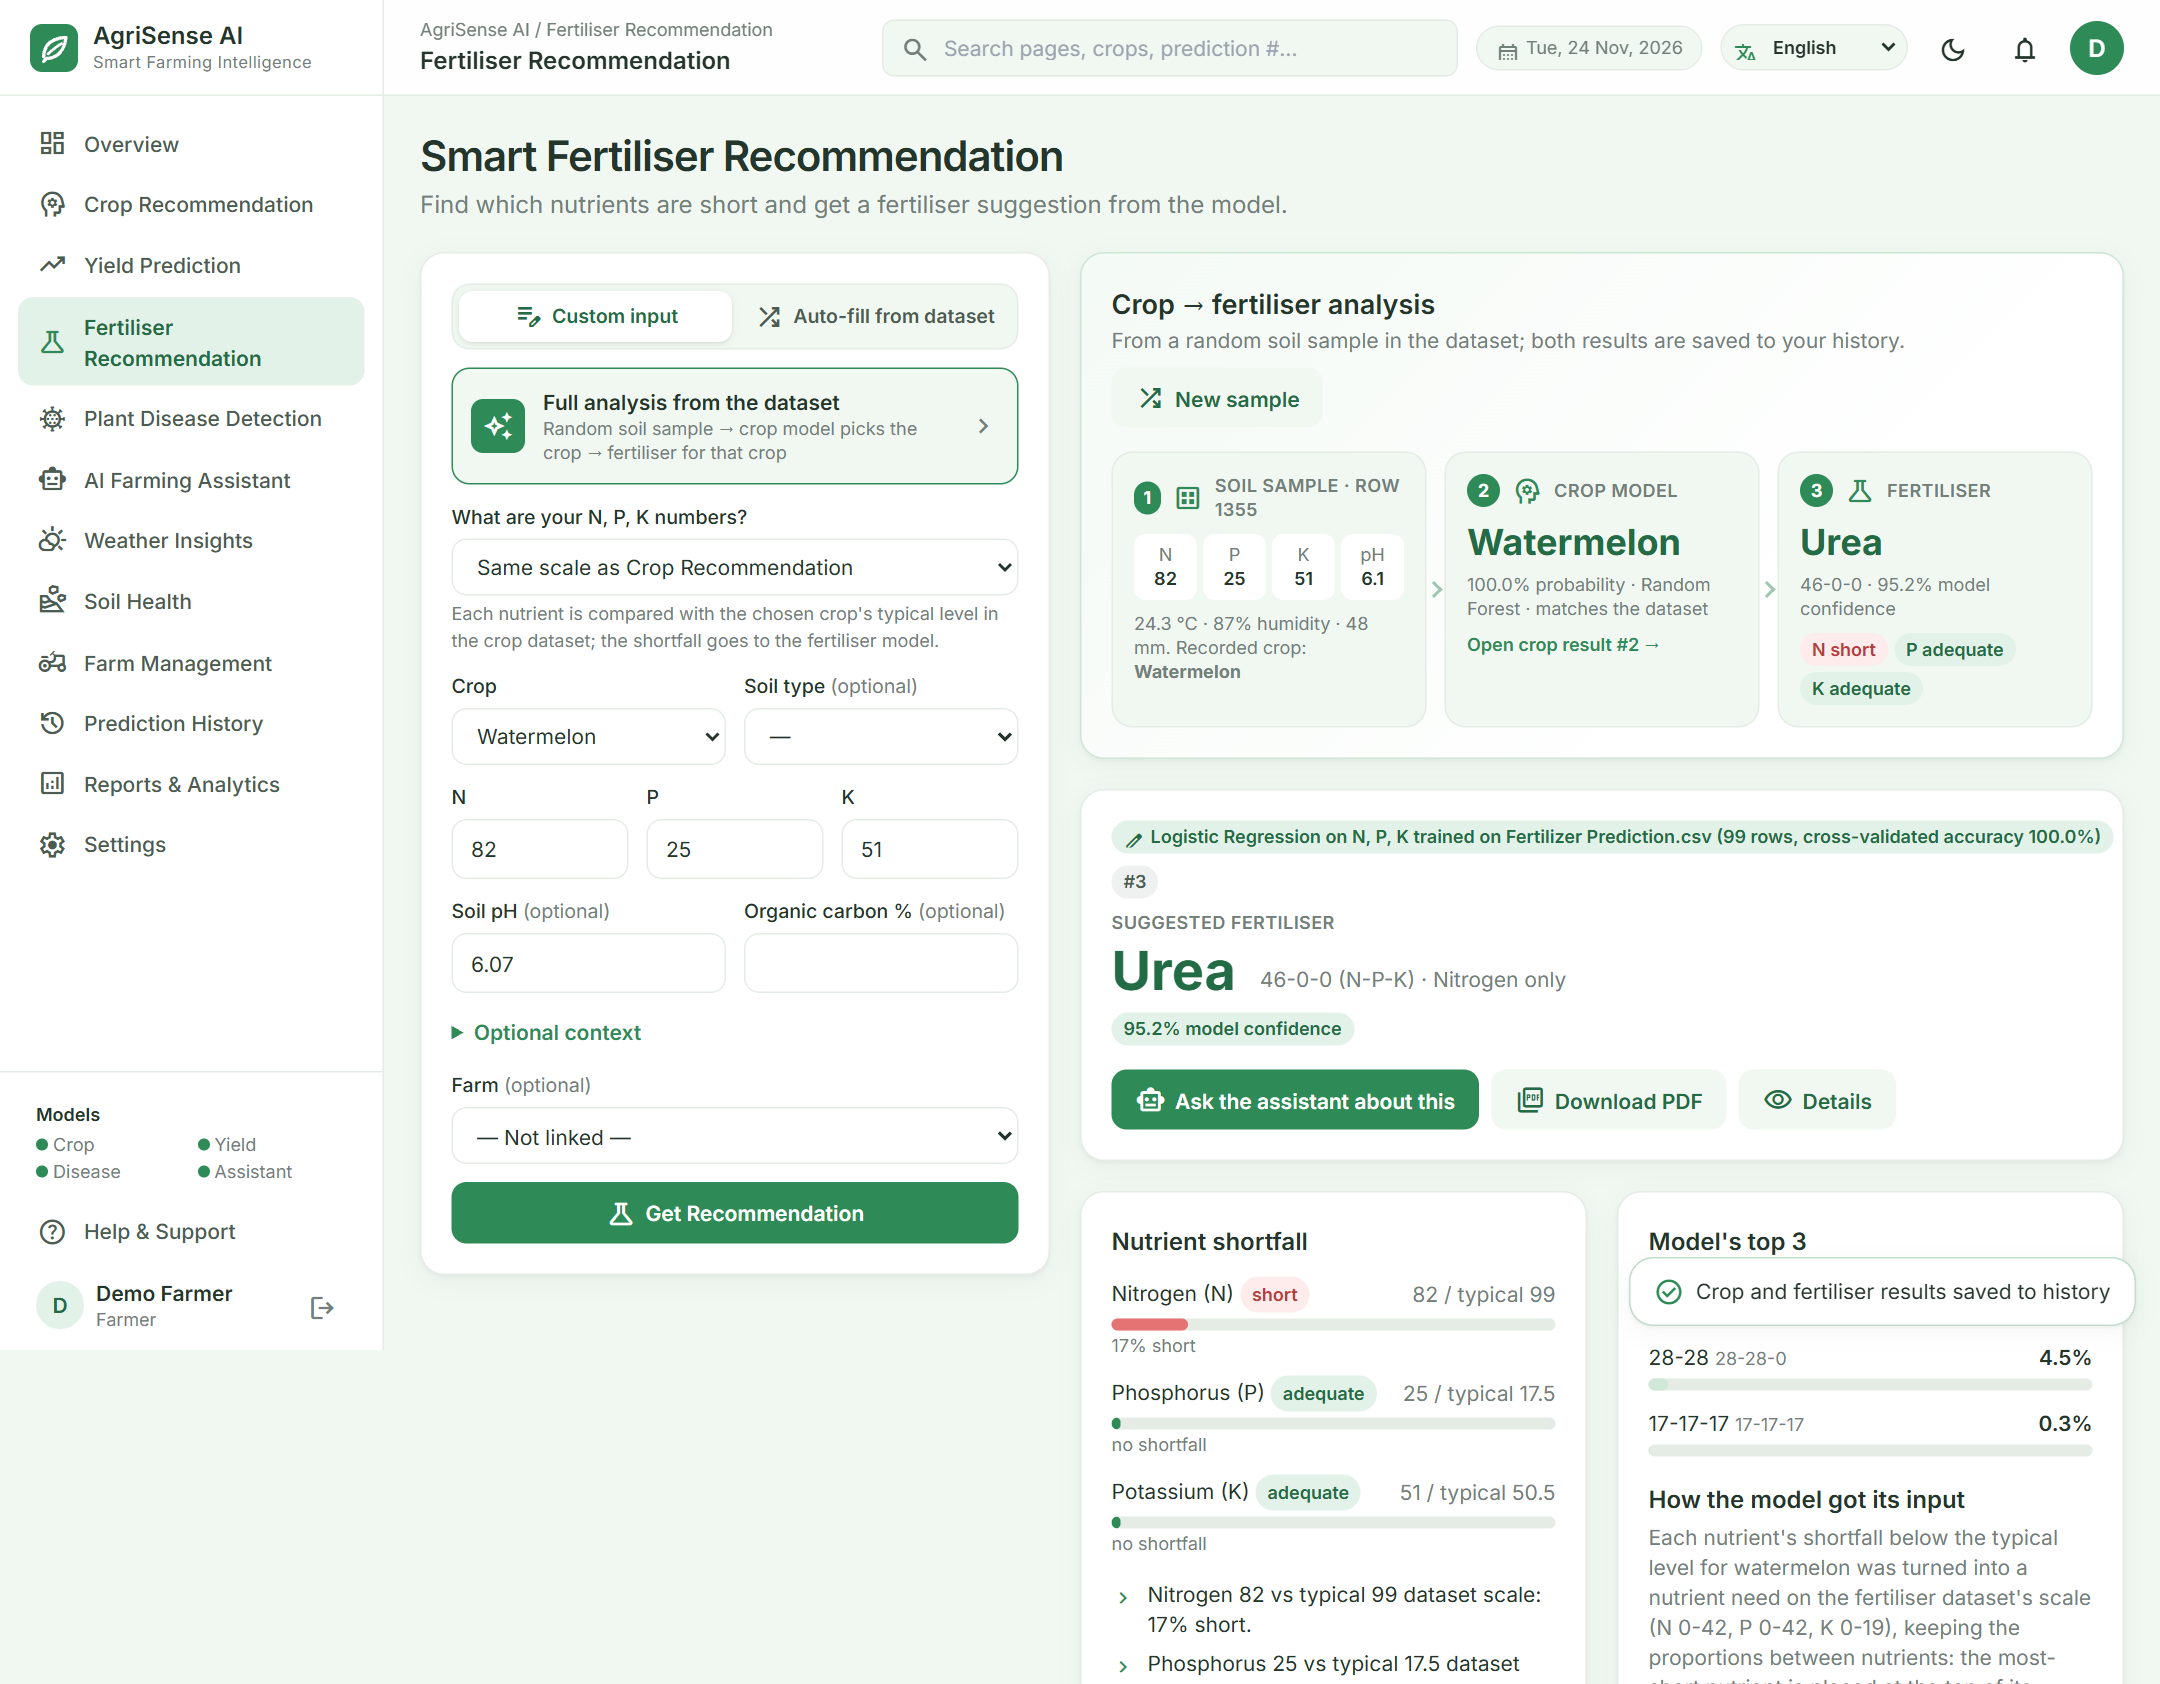 AgriSense AI
Smart Farming Intelligence
AgriSense AI / Fertiliser Recommendation
Fertiliser Recommendation
Search pages, crops, prediction #...
Tue, 24 Nov, 2026
English
D
Overview
Crop Recommendation
Yield Prediction
Fertiliser
Recommendation
Plant Disease Detection
AI Farming Assistant
Weather Insights
Soil Health
Farm Management
Prediction History
Reports & Analytics
Settings
Models
Crop
Yield
Disease
Assistant
Help & Support
D
Demo Farmer
Farmer
Smart Fertiliser Recommendation
Find which nutrients are short and get a fertiliser suggestion from the model.
Custom input
Auto-fill from dataset
Full analysis from the dataset
Random soil sample → crop model picks the
crop → fertiliser for that crop
What are your N, P, K numbers?
Same scale as Crop Recommendation
Each nutrient is compared with the chosen crop's typical level in
the crop dataset; the shortfall goes to the fertiliser model.
Crop
Soil type (optional)
Watermelon
—
N
P
K
82
25
51
Soil pH (optional)
Organic carbon % (optional)
6.07
Optional context
Farm (optional)
— Not linked —
Get Recommendation
Crop → fertiliser analysis
From a random soil sample in the dataset; both results are saved to your history.
New sample
1
SOIL SAMPLE · ROW
1355
N
82
P
25
K
51
pH
6.1
24.3 °C · 87% humidity · 48
mm. Recorded crop:
Watermelon
2
CROP MODEL
Watermelon
100.0% probability · Random
Forest · matches the dataset
Open crop result #2 →
3
FERTILISER
Urea
46-0-0 · 95.2% model
confidence
N short
P adequate
K adequate
Logistic Regression on N, P, K trained on Fertilizer Prediction.csv (99 rows, cross-validated accuracy 100.0%)
#3
SUGGESTED FERTILISER
Urea
46-0-0 (N-P-K) · Nitrogen only
95.2% model confidence
Ask the assistant about this
Download PDF
Details
Nutrient shortfall
Nitrogen (N) short 82 / typical 99
17% short
Phosphorus (P) adequate 25 / typical 17.5
no shortfall
Potassium (K) adequate 51 / typical 50.5
no shortfall
Nitrogen 82 vs typical 99 dataset scale:
17% short.
Phosphorus 25 vs typical 17.5 dataset
Model's top 3
Crop and fertiliser results saved to history
28-28 28-28-0 4.5%
17-17-17 17-17-17 0.3%
How the model got its input
Each nutrient's shortfall below the typical
level for watermelon was turned into a
nutrient need on the fertiliser dataset's scale
(N 0-42, P 0-42, K 0-19), keeping the
proportions between nutrients: the most-